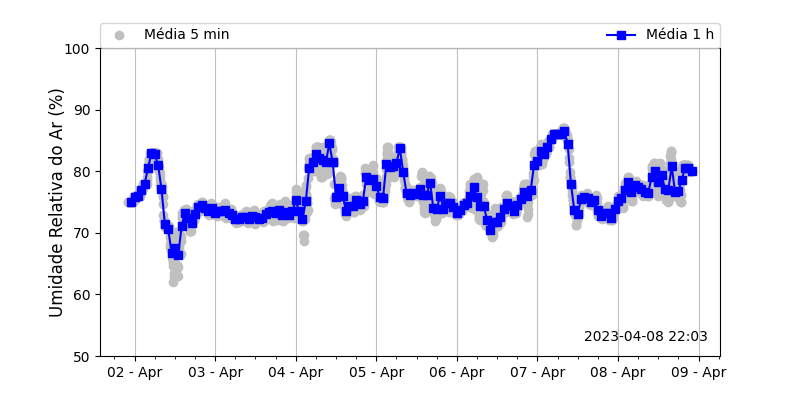 Média 5 min
Média 1 h
Umidade Relativa do Ar (%)
100
90
80
70
60
50
2023-04-08 22:03
02 - Apr
03 - Apr
04 - Apr
05 - Apr
06 - Apr
07 - Apr
08 - Apr
09 - Apr